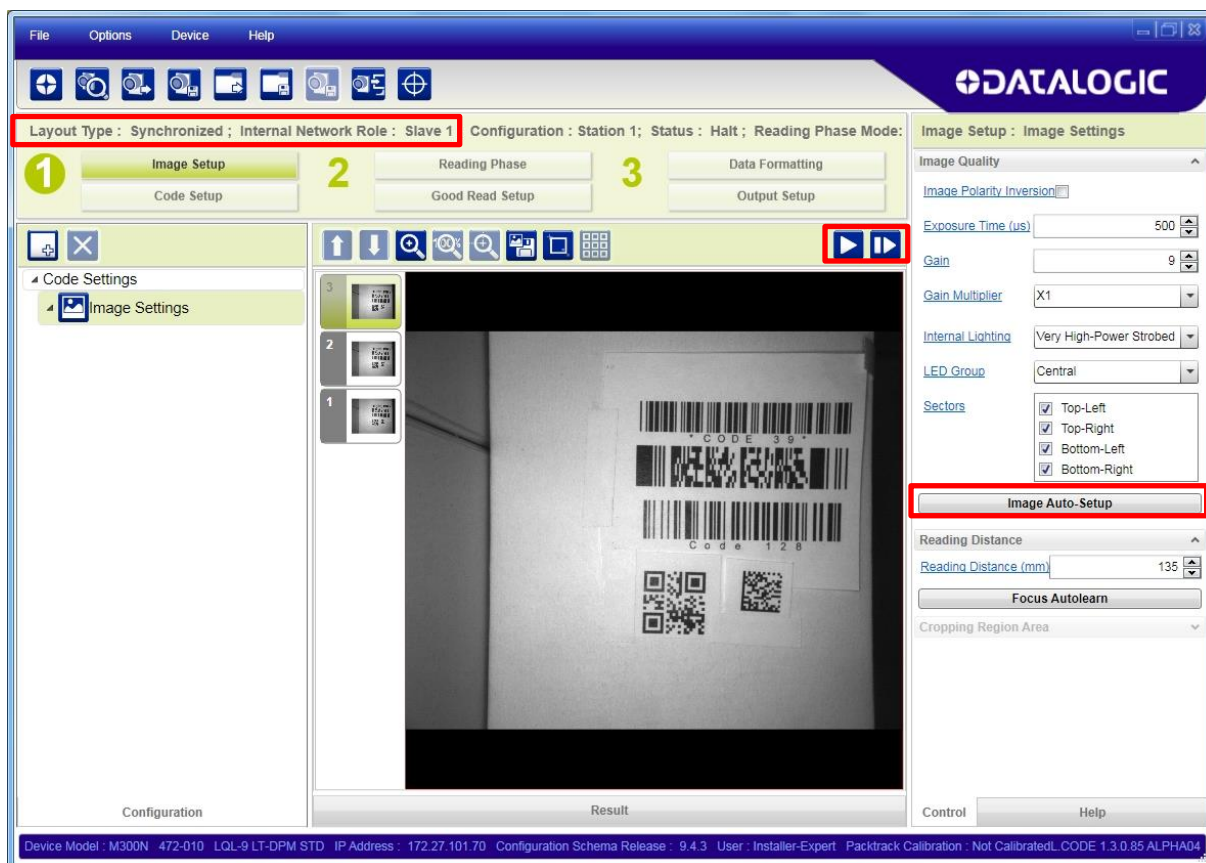 File Options Device Help
DATALOGIC
Layout Type : Synchronized ; Internal Network Role : Slave 1 Configuration : Station 1; Status : Halt ; Reading Phase Mode:
Image Setup : Image Settings
1 Image Setup
Code Setup
2 Reading Phase
Good Read Setup
3 Data Formatting
Output Setup
Code Settings
Image Settings
Configuration
3
2
1
100%
* CODE 39 *
Code 128
Result
Image Quality
Image Polarity Inversion
Exposure Time (us) 500
Gain 9
Gain Multiplier X1
Internal Lighting Very High-Power Strobed
LED Group Central
Sectors Top-Left
Top-Right
Bottom-Left
Bottom-Right
Image Auto-Setup
Reading Distance
Reading Distance (mm) 135
Focus Autolearn
Cropping Region Area
Control Help
Device Model : M300N 472-010 LQL-9 LT-DPM STD IP Address : 172.27.101.70 Configuration Schema Release : 9.4.3 User : Installer-Expert Packtrack Calibration : Not CalibratedL.CODE 1.3.0.85 ALPHA04